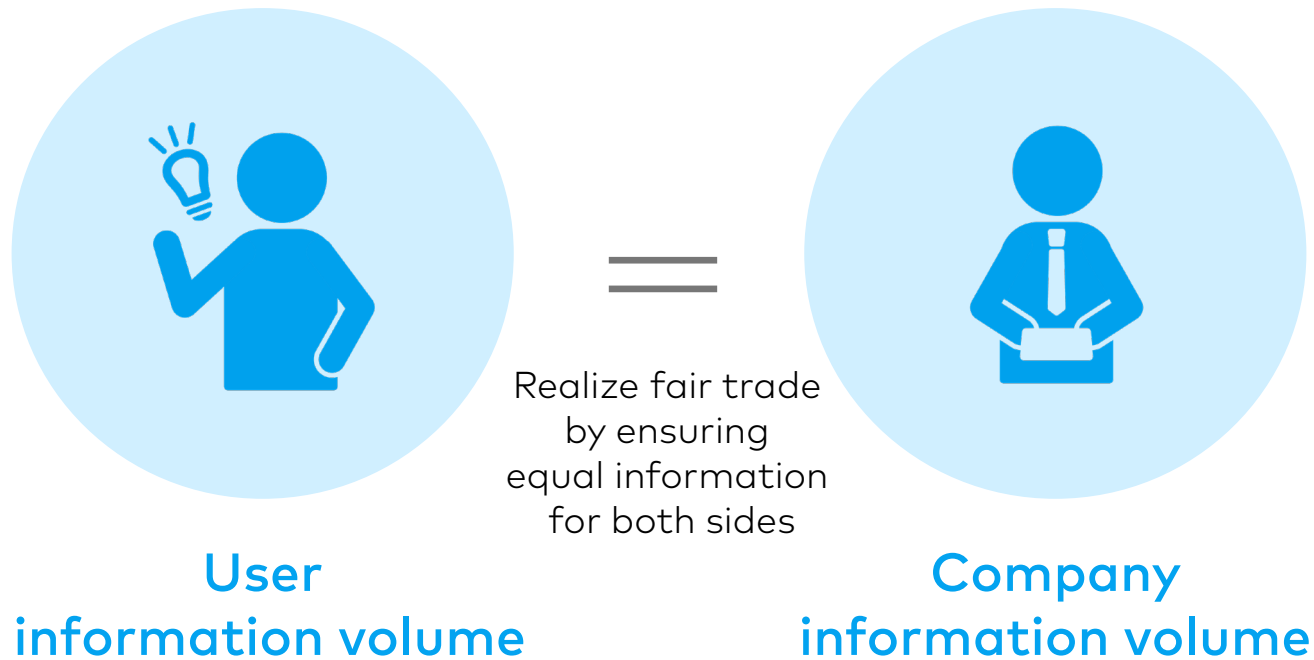 Realize fair trade
by ensuring
equal information
for both sides
User
information volume
Company
information volume